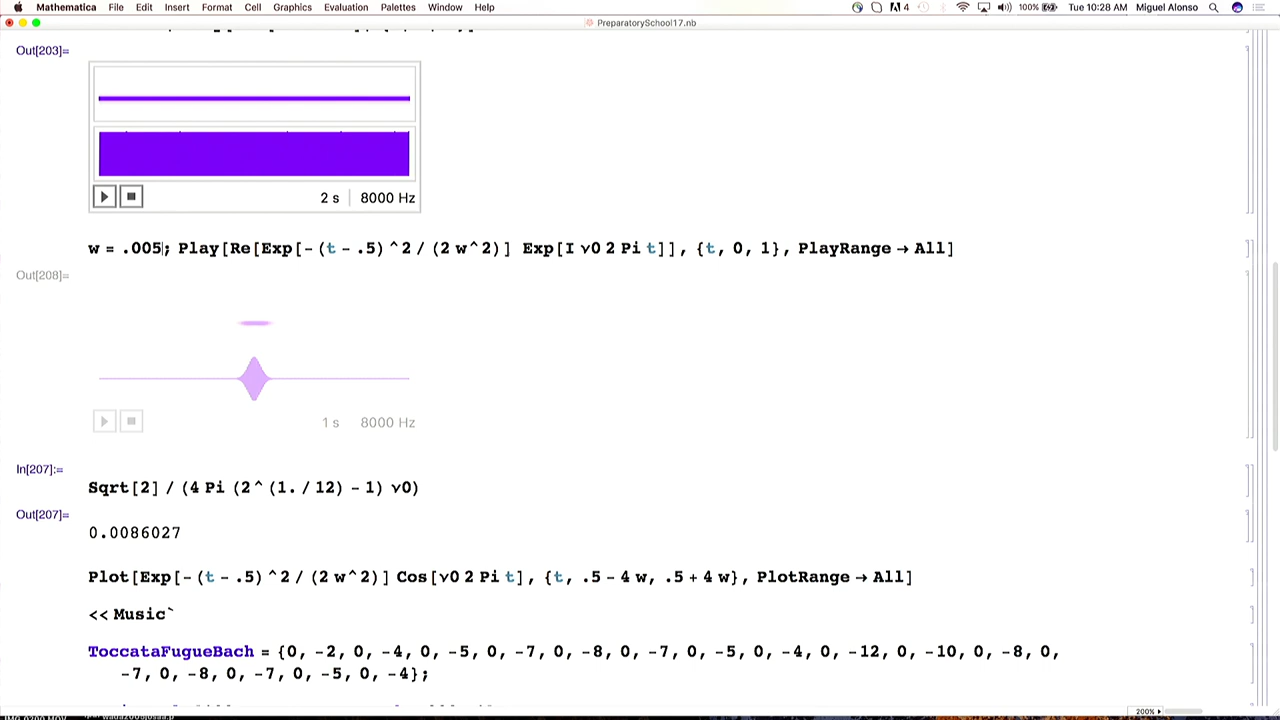 Mathematica File Edit Insert Format Cell Graphics Evaluation Palettes Window Help 4 100% Tue 10:28 AM Miguel Alonso
PreparatorySchool17.nb
Out[203]=
2 s 8000 Hz
w = .005; Play[Re[Exp[-(t - .5)^2/(2 w^2)] Exp[I ν0 2 Pi t]], {t, 0, 1}, PlayRange → All]
Out[208]=
1 s 8000 Hz
In[207]:=
Sqrt[2] / (4 Pi (2^(1. / 12) - 1) ν0)
Out[207]=
0.0086027
Plot[Exp[-(t - .5)^2/(2 w^2)] Cos[ν0 2 Pi t], {t, .5 - 4 w, .5 + 4 w}, PlotRange → All]
<< Music`
ToccataFugueBach = {0, -2, 0, -4, 0, -5, 0, -7, 0, -8, 0, -7, 0, -5, 0, -4, 0, -12, 0, -10, 0, -8, 0,
-7, 0, -8, 0, -7, 0, -5, 0, -4};
200%